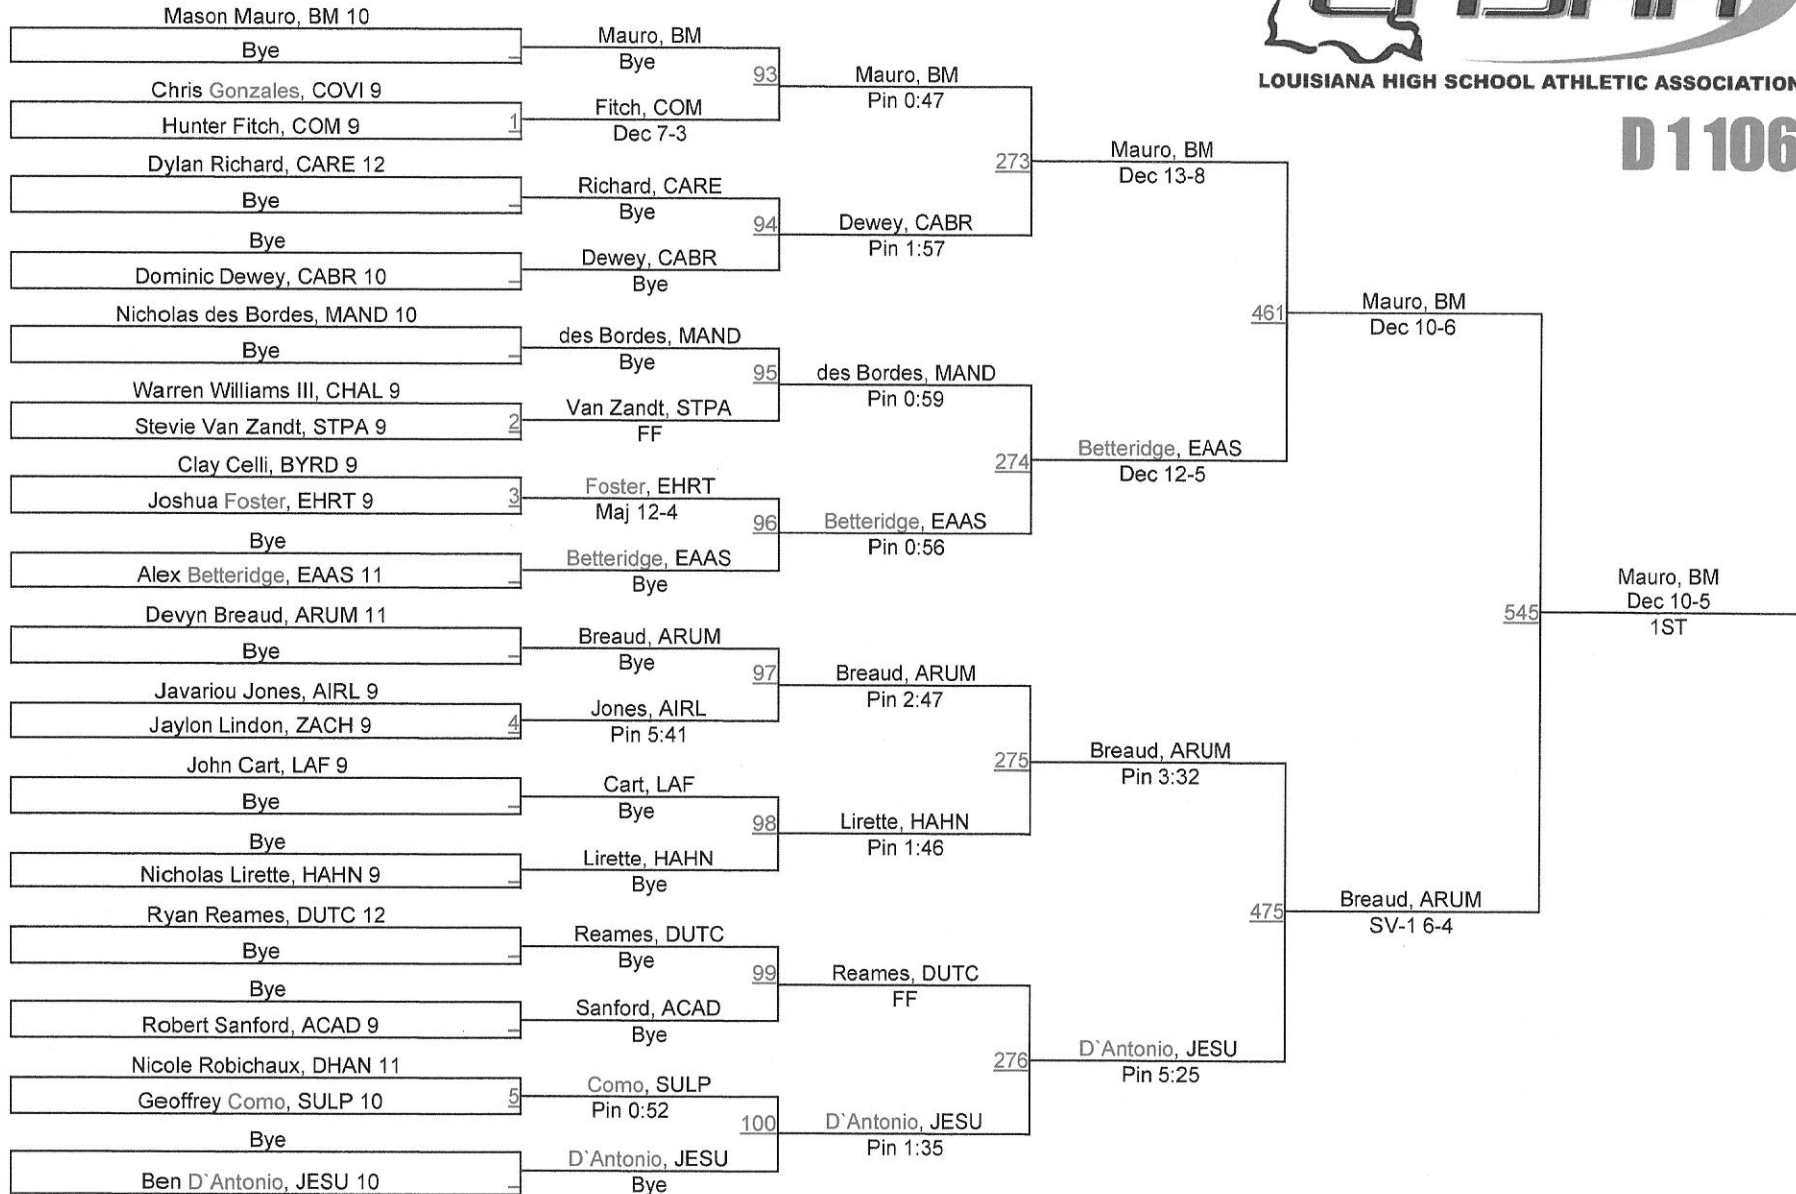 LHSAA
LOUISIANA HIGH SCHOOL ATHLETIC ASSOCIATION
D 1 106
Mason Mauro, BM 10
Bye
Chris Gonzales, COVI 9
Hunter Fitch, COM 9
1
Dylan Richard, CARE 12
Bye
Bye
Dominic Dewey, CABR 10
Nicholas des Bordes, MAND 10
Bye
Warren Williams III, CHAL 9
Stevie Van Zandt, STPA 9
2
Clay Celli, BYRD 9
Joshua Foster, EHRT 9
3
Bye
Alex Betteridge, EAAS 11
Devyn Breaud, ARUM 11
Bye
Javariou Jones, AIRL 9
Jaylon Lindon, ZACH 9
4
John Cart, LAF 9
Bye
Bye
Nicholas Lirette, HAHN 9
Ryan Reames, DUTC 12
Bye
Bye
Robert Sanford, ACAD 9
Nicole Robichaux, DHAN 11
Geoffrey Como, SULP 10
5
Bye
Ben D`Antonio, JESU 10
Mauro, BM
Bye
93
Fitch, COM
Dec 7-3
Richard, CARE
Bye
94
Dewey, CABR
Bye
des Bordes, MAND
Bye
95
Van Zandt, STPA
FF
Foster, EHRT
Maj 12-4
96
Betteridge, EAAS
Bye
Breaud, ARUM
Bye
97
Jones, AIRL
Pin 5:41
Cart, LAF
Bye
98
Lirette, HAHN
Bye
Reames, DUTC
Bye
99
Sanford, ACAD
Bye
Como, SULP
Pin 0:52
100
D`Antonio, JESU
Bye
Mauro, BM
Pin 0:47
273
Dewey, CABR
Pin 1:57
des Bordes, MAND
Pin 0:59
274
Betteridge, EAAS
Pin 0:56
Breaud, ARUM
Pin 2:47
275
Lirette, HAHN
Pin 1:46
Reames, DUTC
FF
276
D`Antonio, JESU
Pin 1:35
Mauro, BM
Dec 13-8
461
Betteridge, EAAS
Dec 12-5
Breaud, ARUM
Pin 3:32
475
D`Antonio, JESU
Pin 5:25
Mauro, BM
Dec 10-6
545
Breaud, ARUM
SV-1 6-4
Mauro, BM
Dec 10-5
1ST